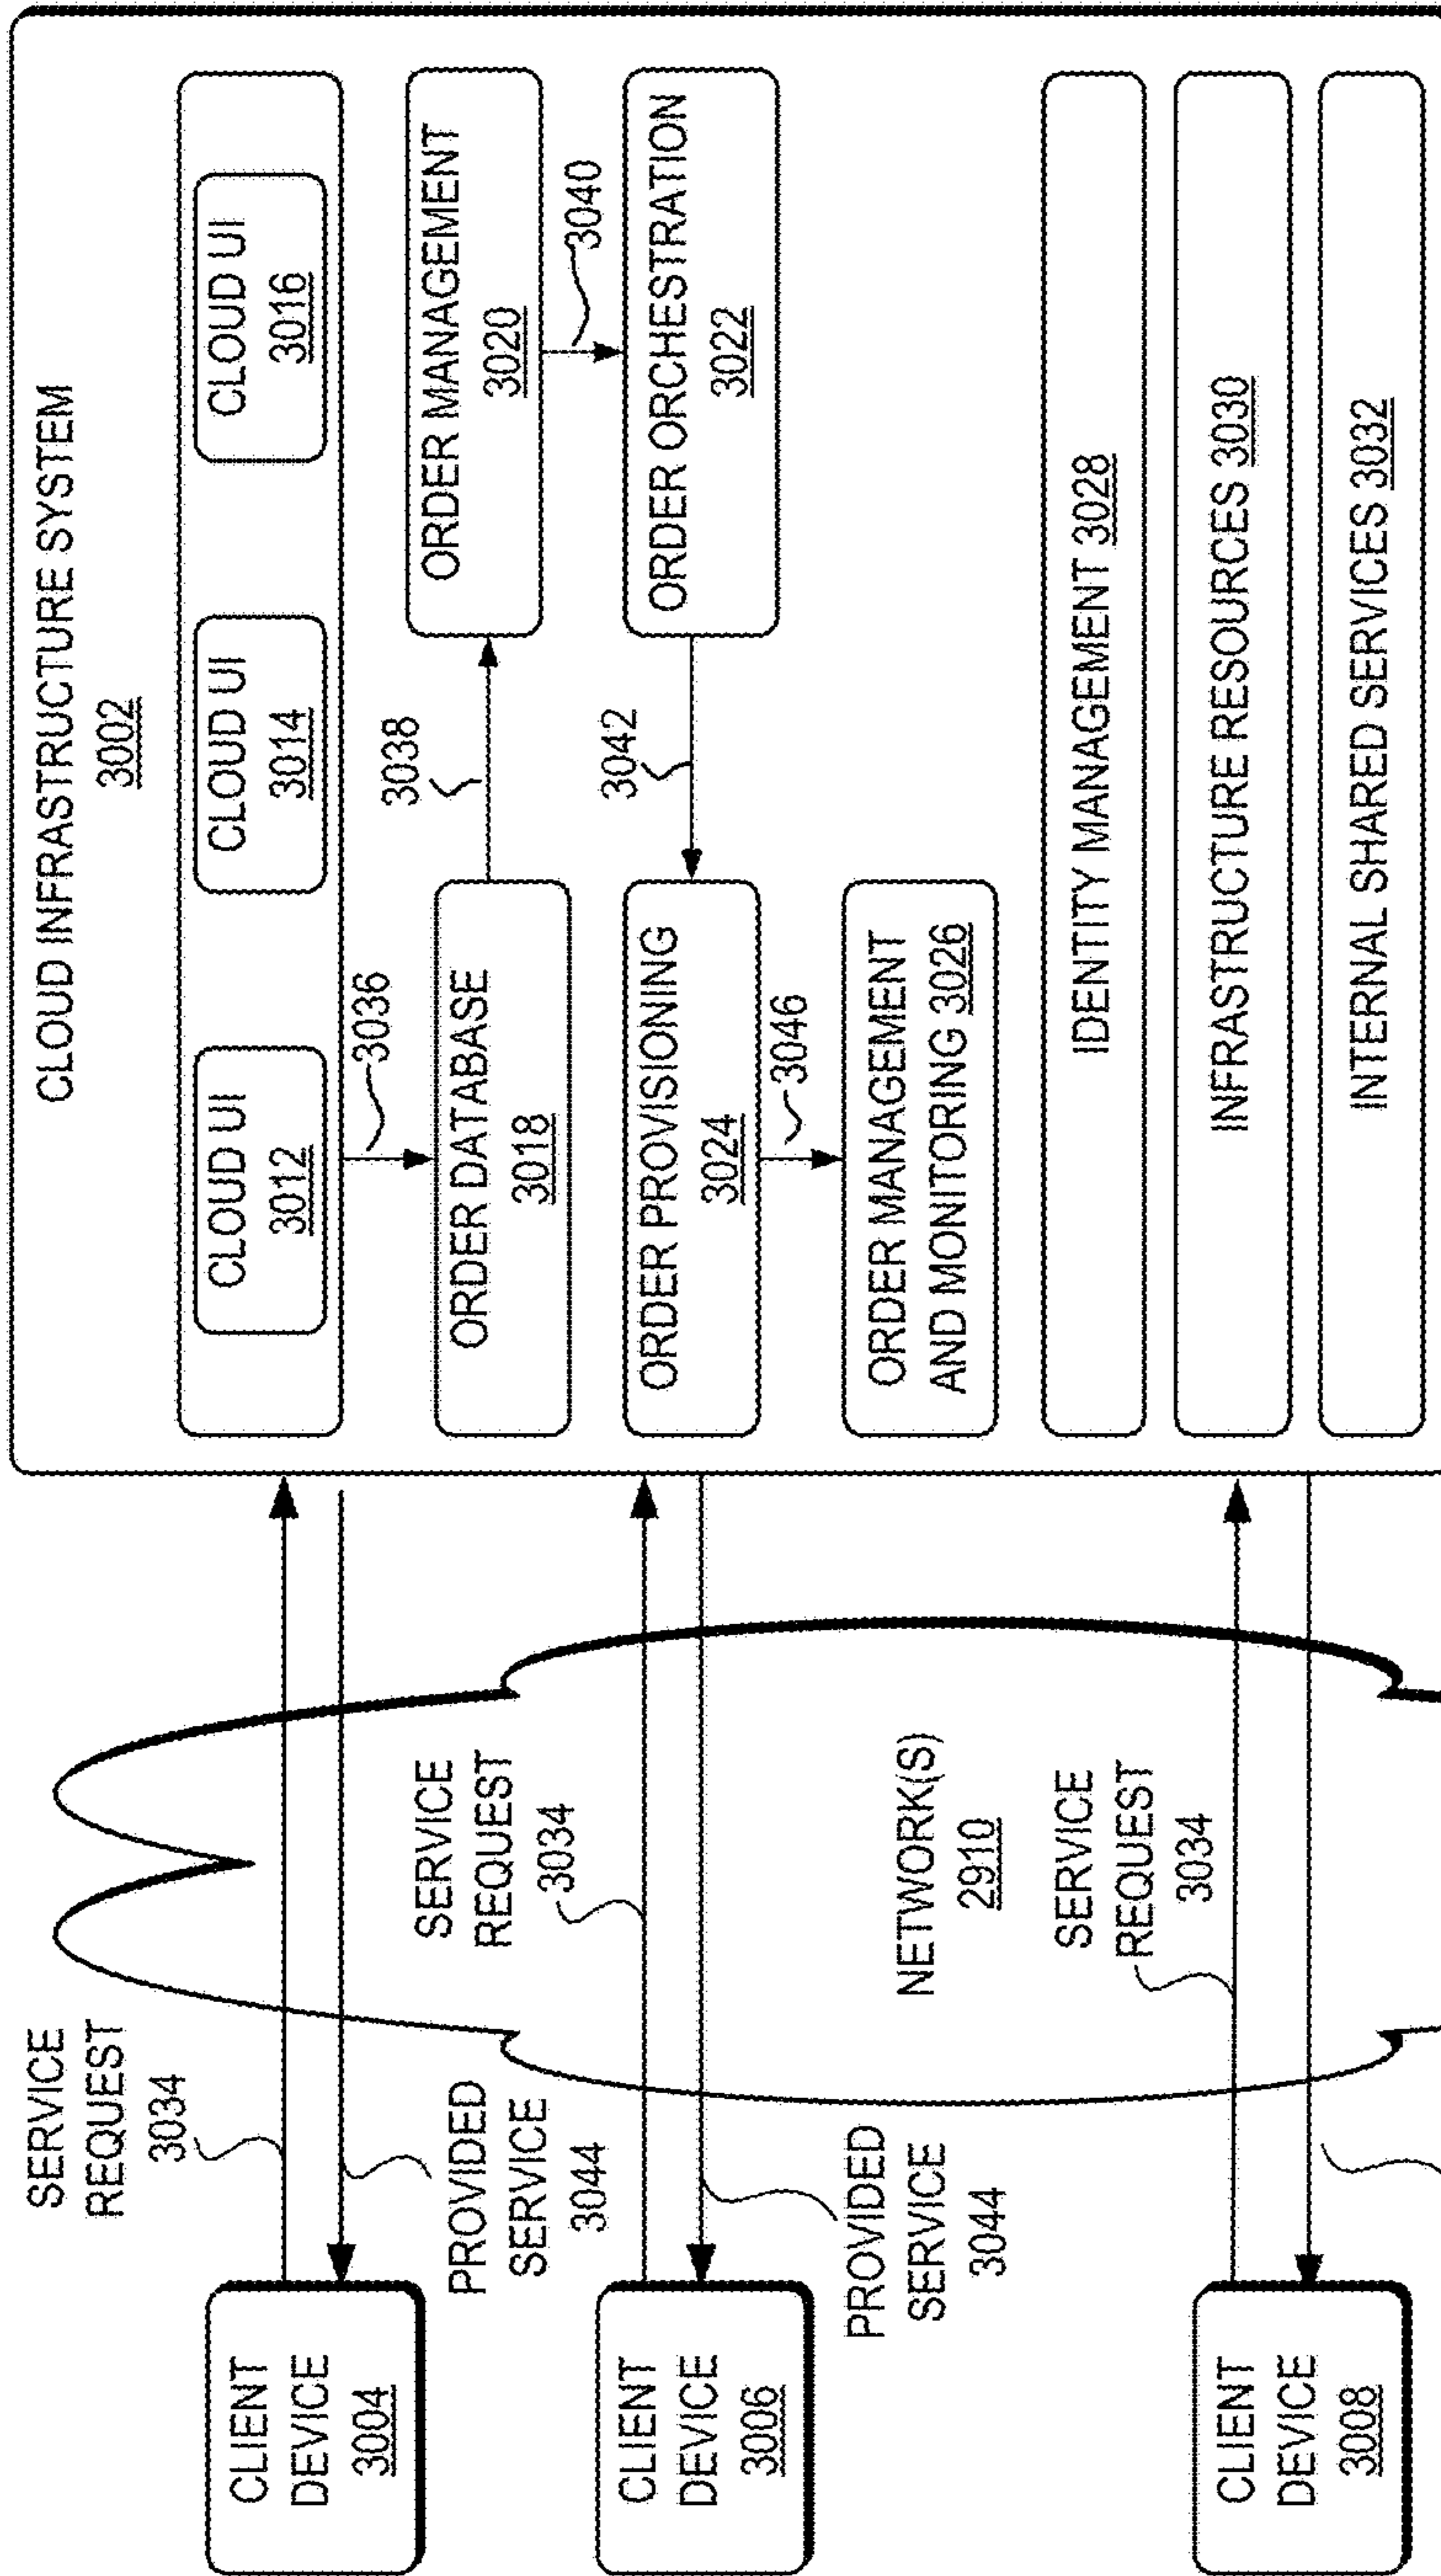 CLOUD INFRASTRUCTURE SYSTEM
3002
CLOUD UI
3012
CLOUD UI
3014
CLOUD UI
3016
3036
ORDER DATABASE
3018
3038
ORDER MANAGEMENT
3020
3040
ORDER ORCHESTRATION
3022
3042
ORDER PROVISIONING
3024
3046
ORDER MANAGEMENT
AND MONITORING 3026
IDENTITY MANAGEMENT 3028
INFRASTRUCTURE RESOURCES 3030
INTERNAL SHARED SERVICES 3032
SERVICE
REQUEST
3034
PROVIDED
SERVICE
3044
SERVICE
REQUEST
3034
PROVIDED
SERVICE
3044
NETWORK(S)
2910
SERVICE
REQUEST
3034
CLIENT
DEVICE
3004
CLIENT
DEVICE
3006
CLIENT
DEVICE
3008